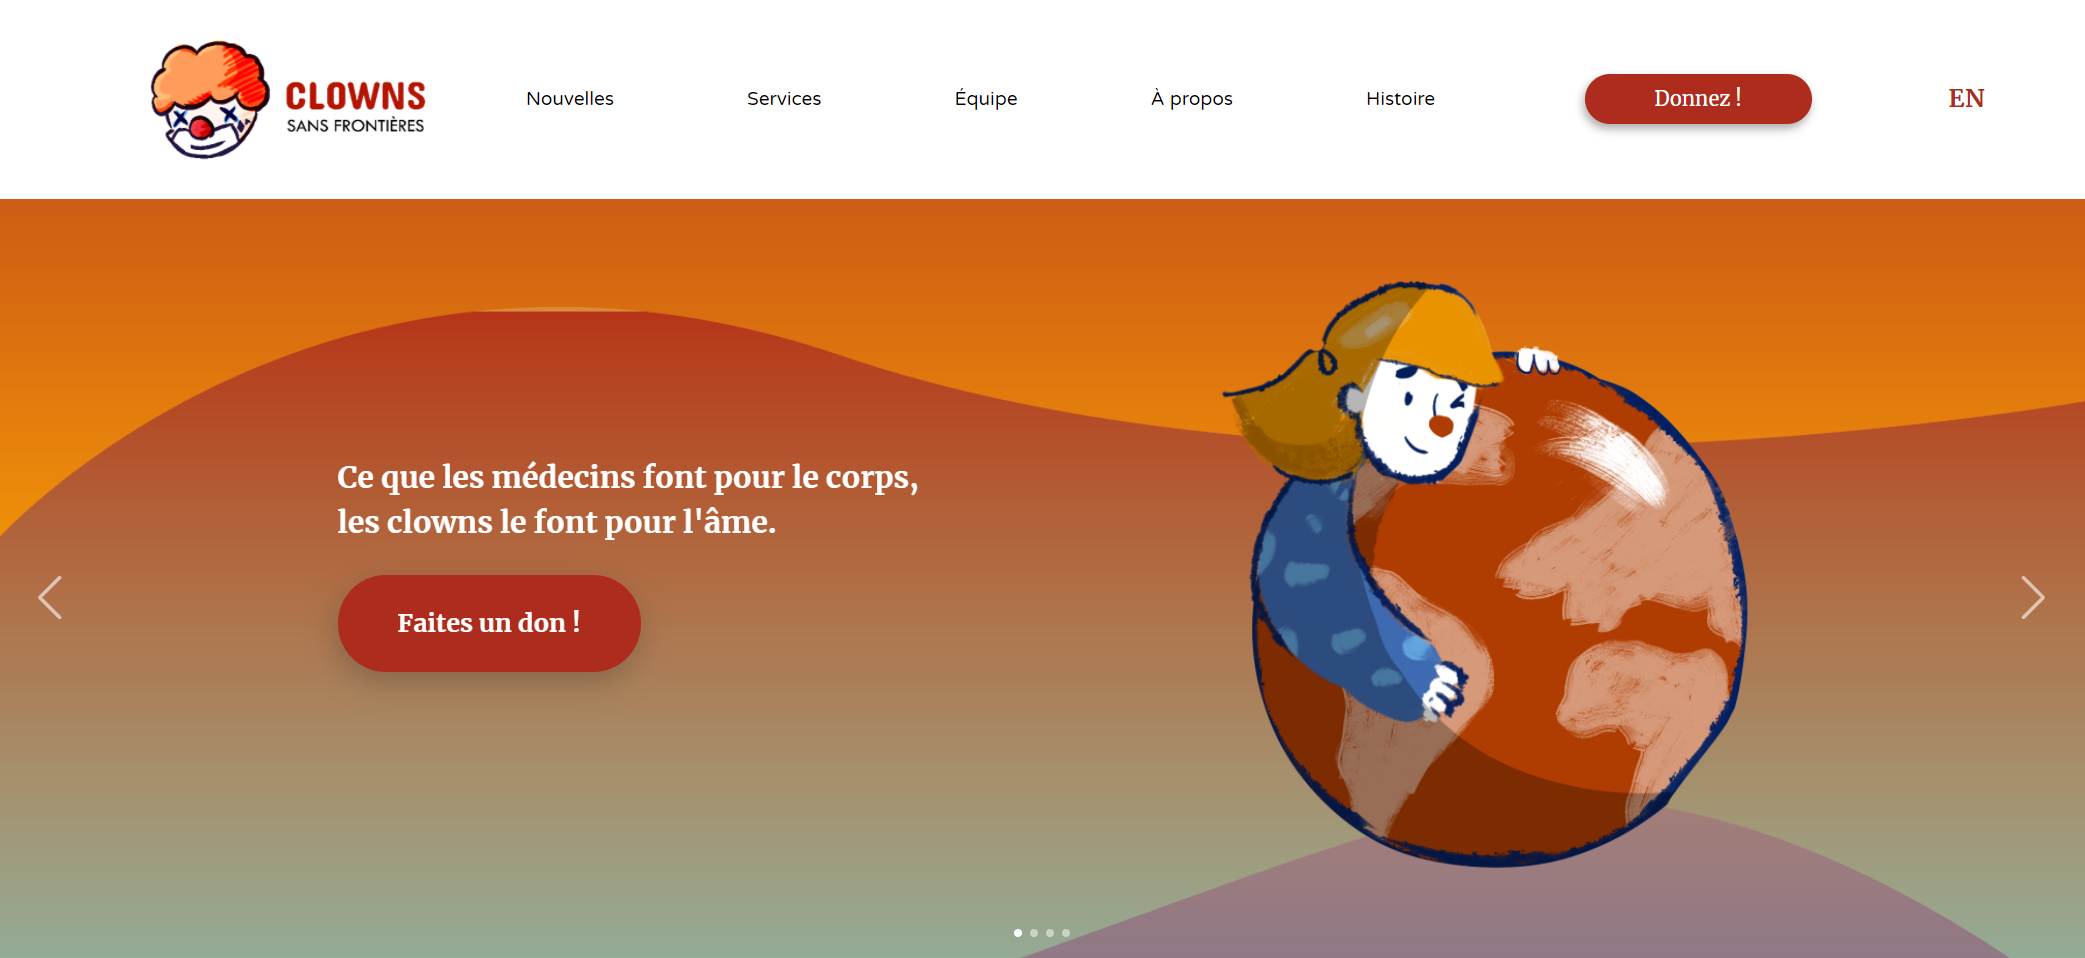 CLOWNS
SANS FRONTIÈRES
Nouvelles
Services
Équipe
À propos
Histoire
Donnez !
EN
Ce que les médecins font pour le corps,
les clowns le font pour l'âme.
Faites un don !